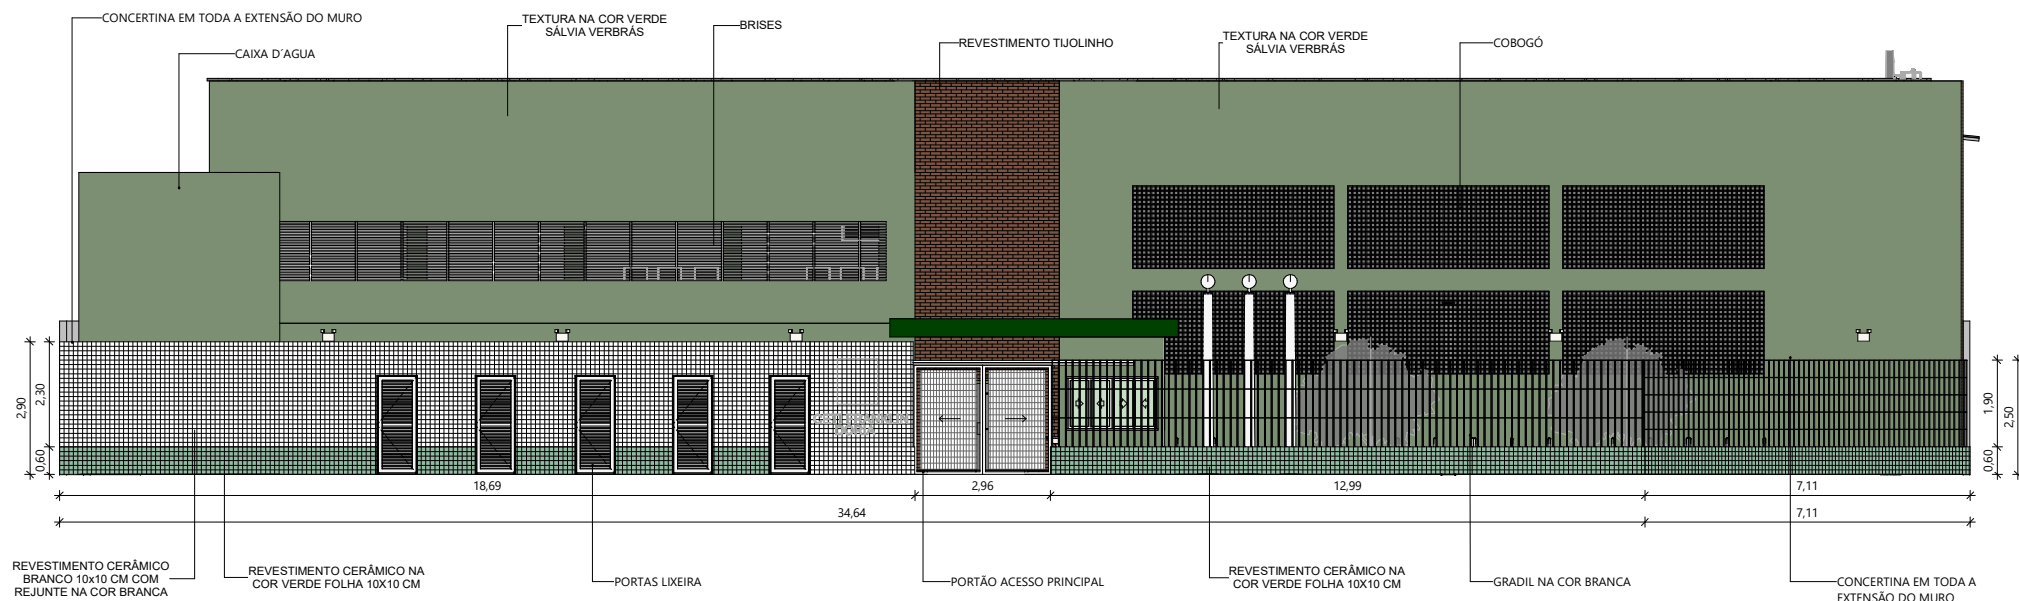 CONCERTINA EM TODA A EXTENSÃO DO MURO
CAIXA D´AGUA
TEXTURA NA COR VERDE
SÁLVIA VERBRÁS
BRISES
REVESTIMENTO TIJOLINHO
TEXTURA NA COR VERDE
SÁLVIA VERBRÁS
COBOGÓ
2,90
2,30
0,60
1,90
2,50
0,60
18,69
2,96
12,99
7,11
34,64
7,11
REVESTIMENTO CERÂMICO
BRANCO 10x10 CM COM
REJUNTE NA COR BRANCA
REVESTIMENTO CERÂMICO NA
COR VERDE FOLHA 10X10 CM
PORTAS LIXEIRA
PORTÃO ACESSO PRINCIPAL
REVESTIMENTO CERÂMICO NA
COR VERDE FOLHA 10X10 CM
GRADIL NA COR BRANCA
CONCERTINA EM TODA A
EXTENSÃO DO MURO